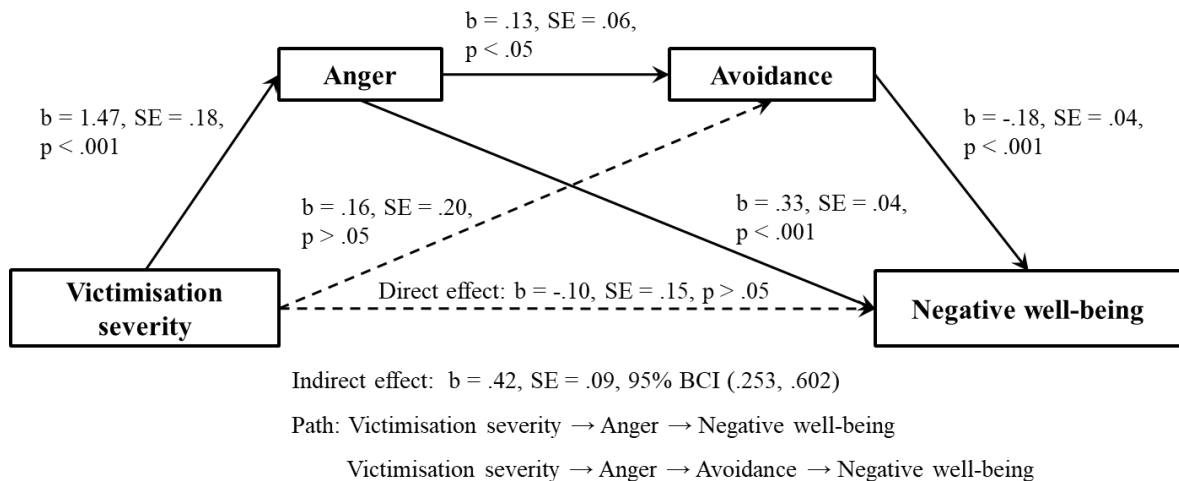 b = .13, SE = .06,
p < .05
Anger
Avoidance
b = 1.47, SE = .18,
p < .001
b = -.18, SE = .04,
p < .001
b = .16, SE = .20,
p > .05
b = .33, SE = .04,
p < .001
Victimisation
severity
Direct effect: b = -.10, SE = .15, p > .05
Negative well-being
Indirect effect:  b = .42, SE = .09, 95% BCI (.253, .602)
Path: Victimisation severity → Anger → Negative well-being
Victimisation severity → Anger → Avoidance → Negative well-being